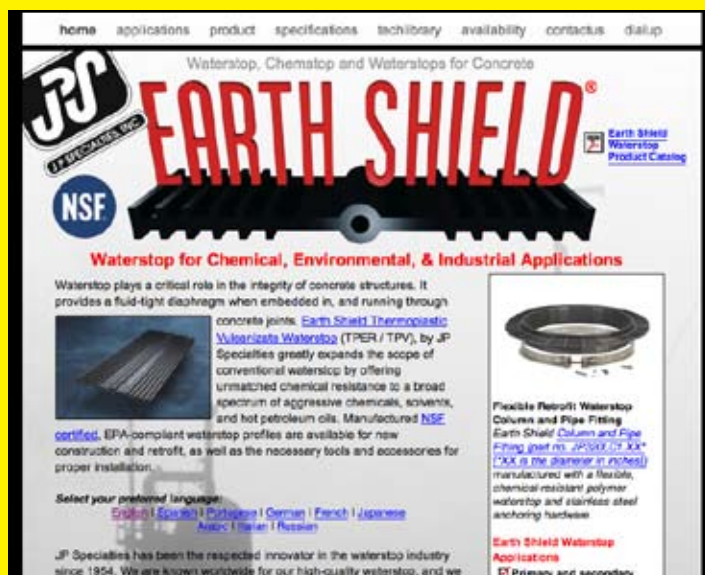 home applications product specifications techlibrary availability contactus dialup
Waterstop, Chemstop and Waterstops for Concrete
JPS
J P SPECIALTIES, INC.
EARTH SHIELD®
Earth Shield
Waterstop
Product Catalog
NSF
Waterstop for Chemical, Environmental, & Industrial Applications
Waterstop plays a critical role in the integrity of concrete structures. It
provides a fluid-tight diaphragm when embedded in, and running through
concrete joints. Earth Shield Thermoplastic
Vulcanizate Waterstop (TPER / TPV), by JP
Specialties greatly expands the scope of
conventional waterstop by offering
unmatched chemical resistance to a broad
spectrum of aggressive chemicals, solvents,
and hot petroleum oils. Manufactured NSF
certified, EPA-compliant waterstop profiles are available for new
construction and retrofit, as well as the necessary tools and accessories for
proper installation.
Select your preferred language:
English | Espanish | Portugese | German | French | Japanese
Arabic | Italian | Russian
JP Specialties has been the respected innovator in the waterstop industry
since 1954. We are known worldwide for our high-quality waterstop, and we
Flexible Retrofit Waterstop
Column and Pipe Fitting
Earth Shield Column and Pipe
Fitting (part no.
(*XX is the diameter in inches))
manufactured with a flexible,
chemical-resistant polymer
waterstop and stainless steel
anchoring hardware.
Earth Shield Waterstop
Applications
Primary and secondary